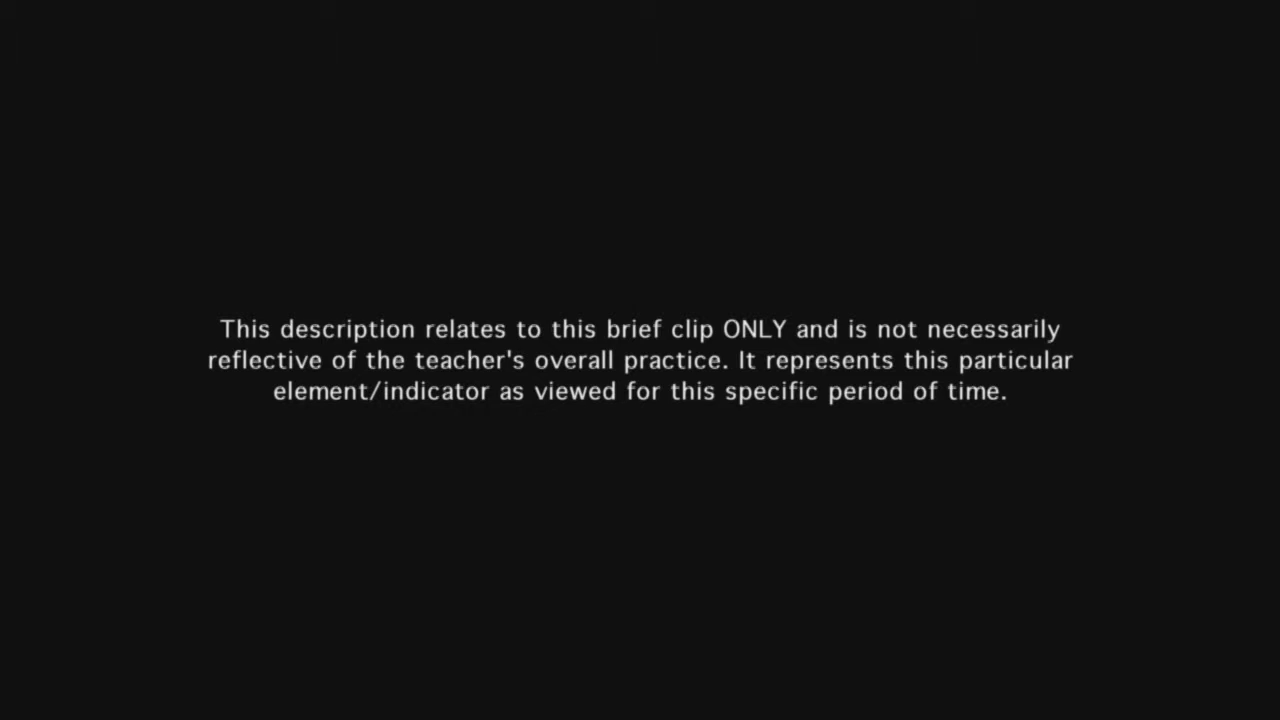 This description relates to this brief clip ONLY and is not necessarily
reflective of the teacher's overall practice. It represents this particular
element/indicator as viewed for this specific period of time.